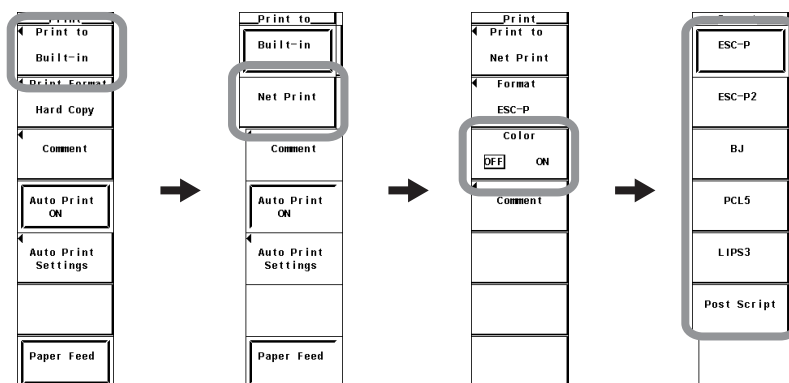 Print
Print to
Built-in
Print Format
Hard Copy
Comment
Auto Print
ON
Auto Print
Settings
Paper Feed
Print to
Built-in
Net Print
Comment
Auto Print
ON
Auto Print
Settings
Paper Feed
Print
Print to
Net Print
Format
ESC-P
Color
OFF ON
Comment
ESC-P
ESC-P2
BJ
PCL5
LIPS3
Post Script